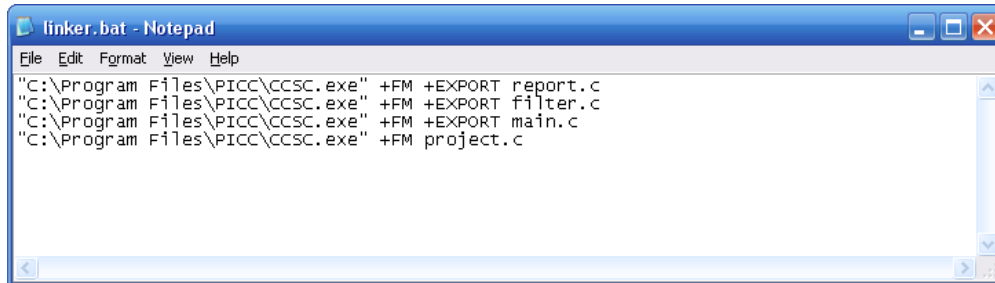 linker.bat - Notepad
File Edit Format View Help
"C:\Program Files\PICC\CCSC.exe" +FM +EXPORT report.c
"C:\Program Files\PICC\CCSC.exe" +FM +EXPORT filter.c
"C:\Program Files\PICC\CCSC.exe" +FM +EXPORT main.c
"C:\Program Files\PICC\CCSC.exe" +FM project.c